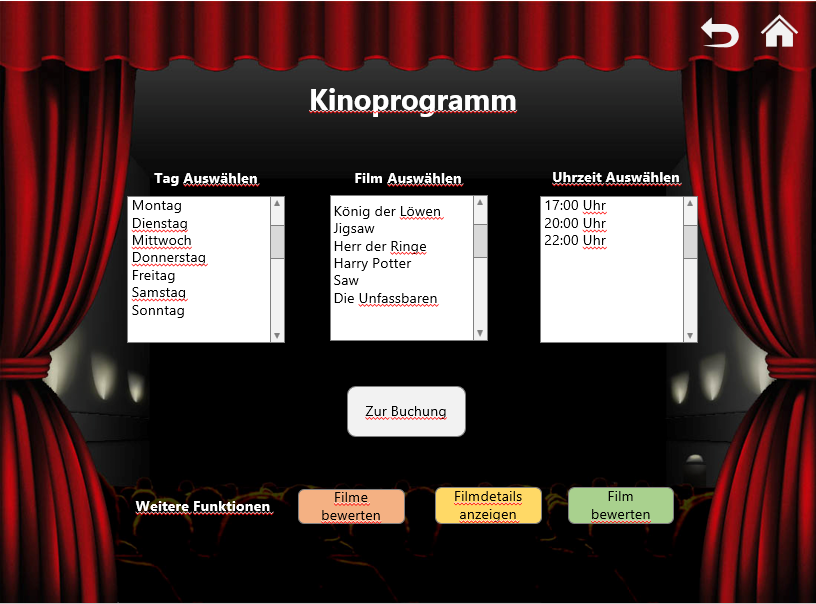 Kinoprogramm
Tag Auswählen
Montag
Dienstag
Mittwoch
Donnerstag
Freitag
Samstag
Sonntag
Film Auswählen
König der Löwen
Jigsaw
Herr der Ringe
Harry Potter
Saw
Die Unfassbaren
Uhrzeit Auswählen
17:00 Uhr
20:00 Uhr
22:00 Uhr
Zur Buchung
Weitere Funktionen
Filme
bewerten
Filmdetails
anzeigen
Film
bewerten